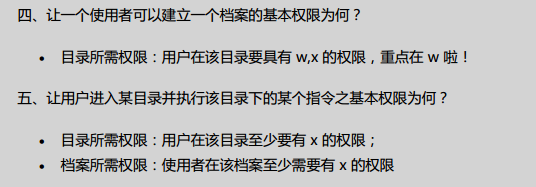 四、让一个使用者可以建立一个档案的基本权限为何？
• 目录所需权限：用户在该目录要具有 w,x 的权限，重点在 w 啦！
五、让用户进入某目录并执行该目录下的某个指令之基本权限为何？
• 目录所需权限：用户在该目录至少要有 x 的权限；
• 档案所需权限：使用者在该档案至少需要有 x 的权限